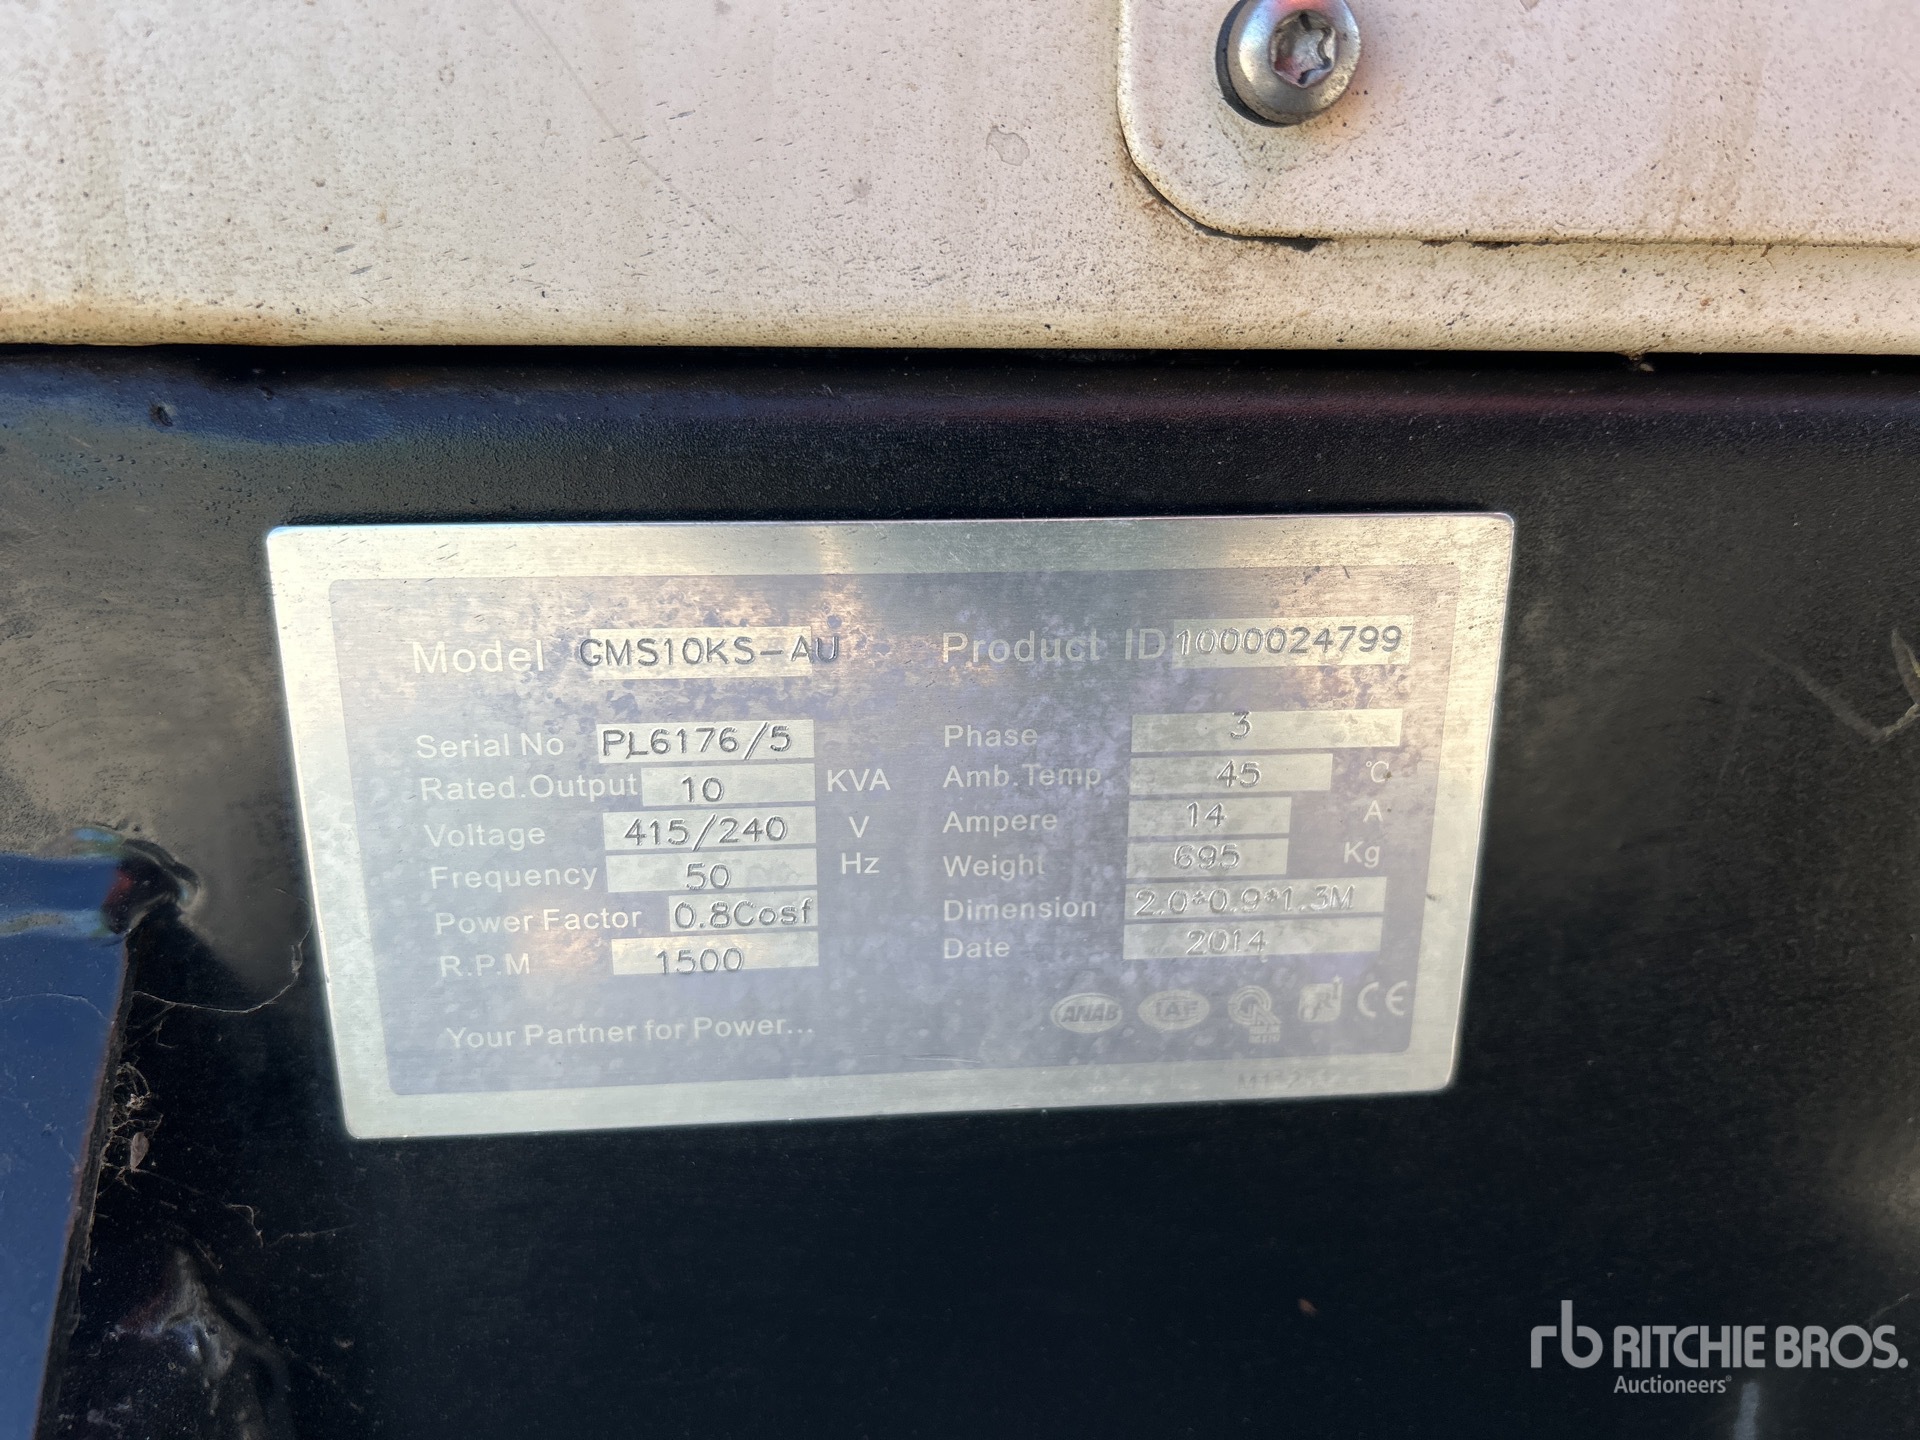 Model GMS10KS-AU Product ID 1000024799
Serial No PL6176/5 Phase 3
Rated.Output 10 KVA Amb.Temp 45 °C
Voltage 415/240 V Ampere 14 A
Frequency 50 Hz Weight 695 Kg
Power Factor 0.8Cosf Dimension 2.0*0.9*1.3M
R.P.M 1500 Date 2014
ANAB IAF CE
Your Partner for Power...
rb RITCHIE BROS.
Auctioneers